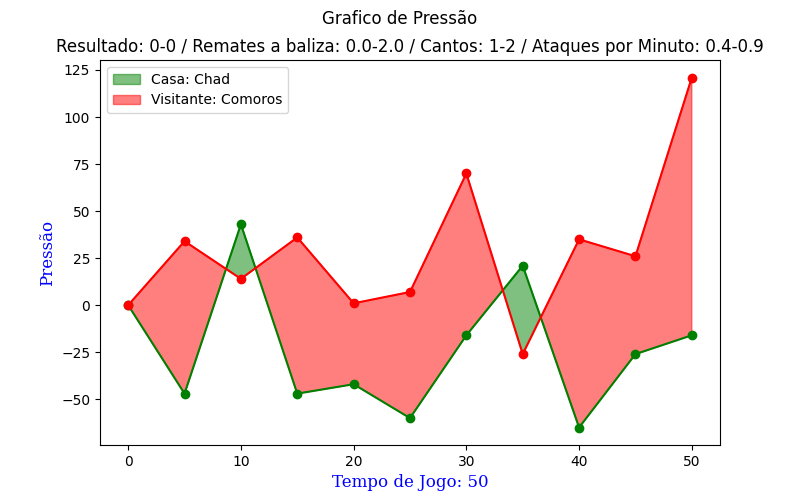 Grafico de Pressão
Resultado: 0-0 / Remates a baliza: 0.0-2.0 / Cantos: 1-2 / Ataques por Minuto: 0.4-0.9
Casa: Chad
Visitante: Comoros
125
100
75
50
25
0
−25
−50
Pressão
0 10 20 30 40 50
Tempo de Jogo: 50